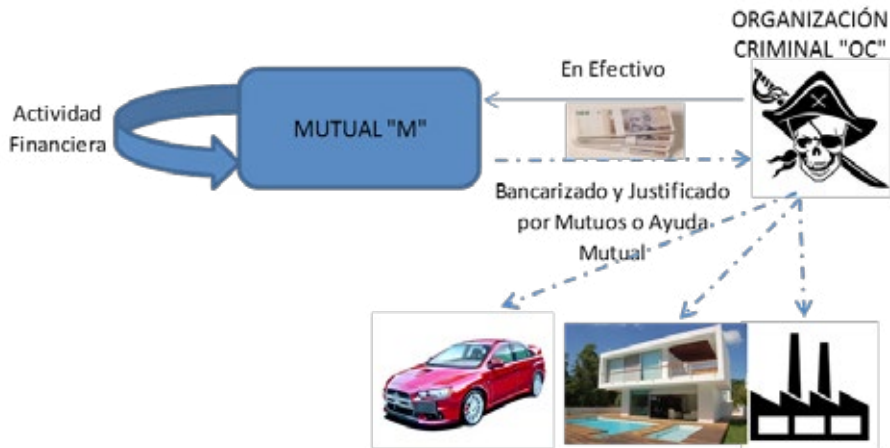 ORGANIZACIÓN
CRIMINAL "OC"
En Efectivo
Actividad
Financiera
MUTUAL "M"
Bancarizado y Justificado
por Mutuos o Ayuda
Mutual